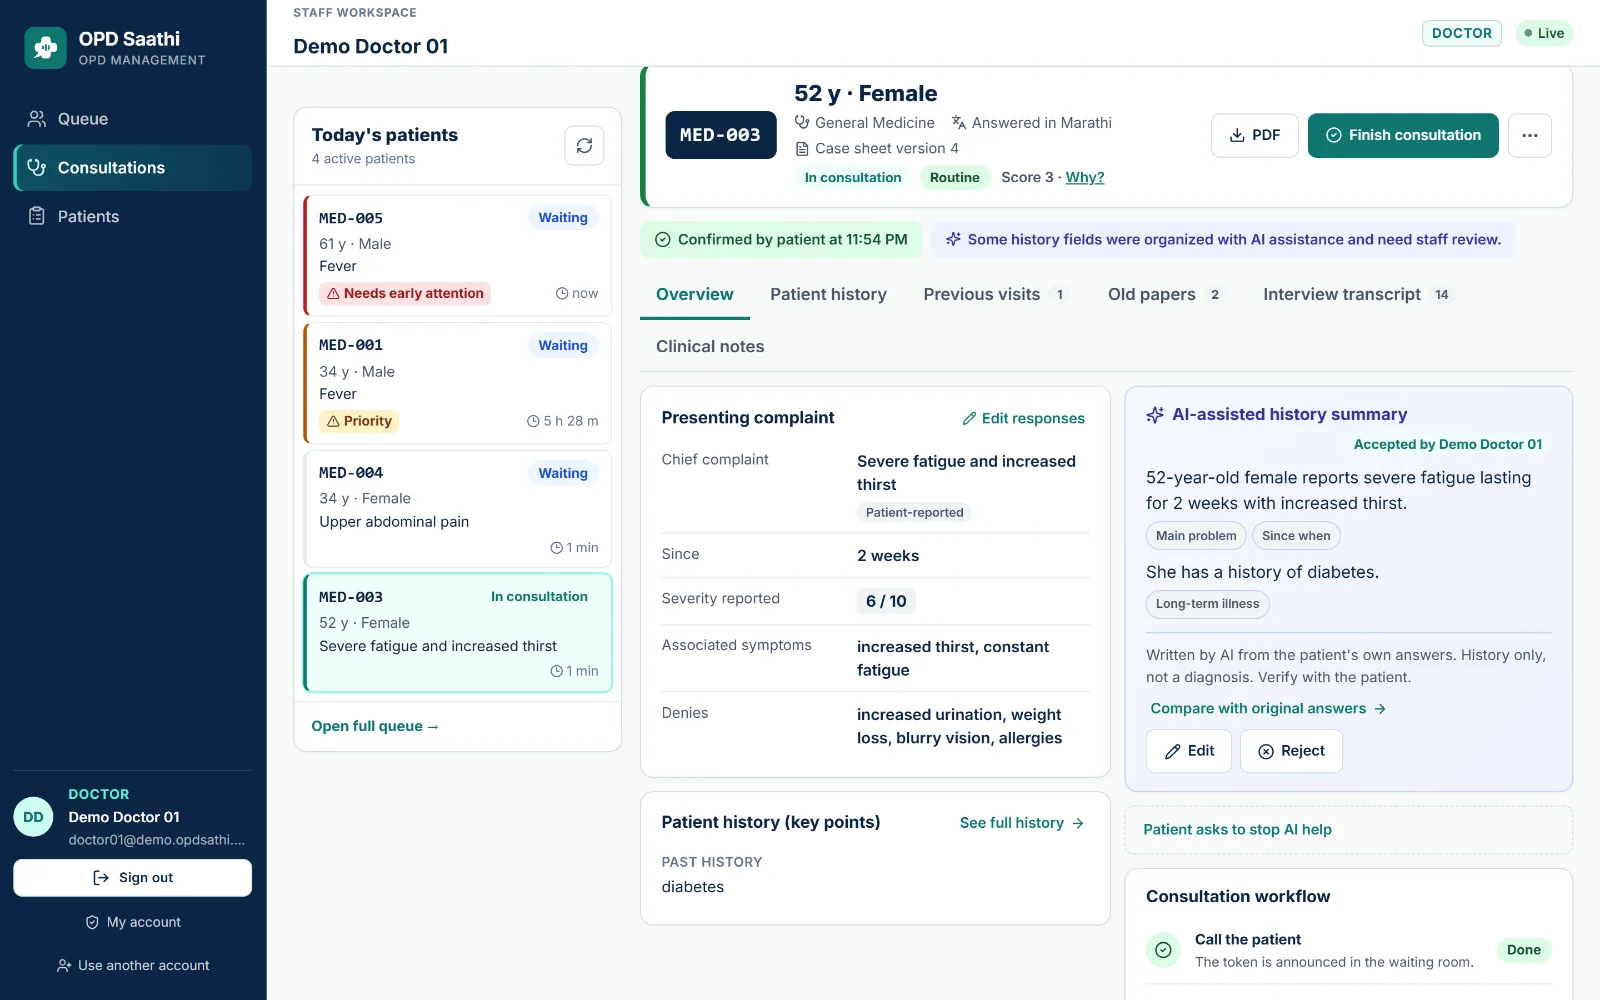 OPD Saathi
OPD MANAGEMENT
Queue
Consultations
Patients
DOCTOR
DD
Demo Doctor 01
doctor01@demo.opdsathi....
Sign out
My account
Use another account
STAFF WORKSPACE
Demo Doctor 01
DOCTOR
Live
Today's patients
4 active patients
MED-005
Waiting
61 y · Male
Fever
Needs early attention
now
MED-001
Waiting
34 y · Male
Fever
Priority
5 h 28 m
MED-004
Waiting
34 y · Female
Upper abdominal pain
1 min
MED-003
In consultation
52 y · Female
Severe fatigue and increased thirst
1 min
Open full queue →
MED-003
52 y · Female
General Medicine
Answered in Marathi
Case sheet version 4
In consultation
Routine
Score 3 · Why?
PDF
Finish consultation
...
Confirmed by patient at 11:54 PM
Some history fields were organized with AI assistance and need staff review.
Overview
Patient history
Previous visits 1
Old papers 2
Interview transcript 14
Clinical notes
Presenting complaint
Edit responses
Chief complaint
Severe fatigue and increased
thirst
Patient-reported
Since
2 weeks
Severity reported
6 / 10
Associated symptoms
increased thirst, constant
fatigue
Denies
increased urination, weight
loss, blurry vision, allergies
Patient history (key points)
See full history →
PAST HISTORY
diabetes
AI-assisted history summary
Accepted by Demo Doctor 01
52-year-old female reports severe fatigue lasting
for 2 weeks with increased thirst.
Main problem
Since when
She has a history of diabetes.
Long-term illness
Written by AI from the patient's own answers. History only,
not a diagnosis. Verify with the patient.
Compare with original answers →
Edit
Reject
Patient asks to stop AI help
Consultation workflow
Call the patient
The token is announced in the waiting room.
Done